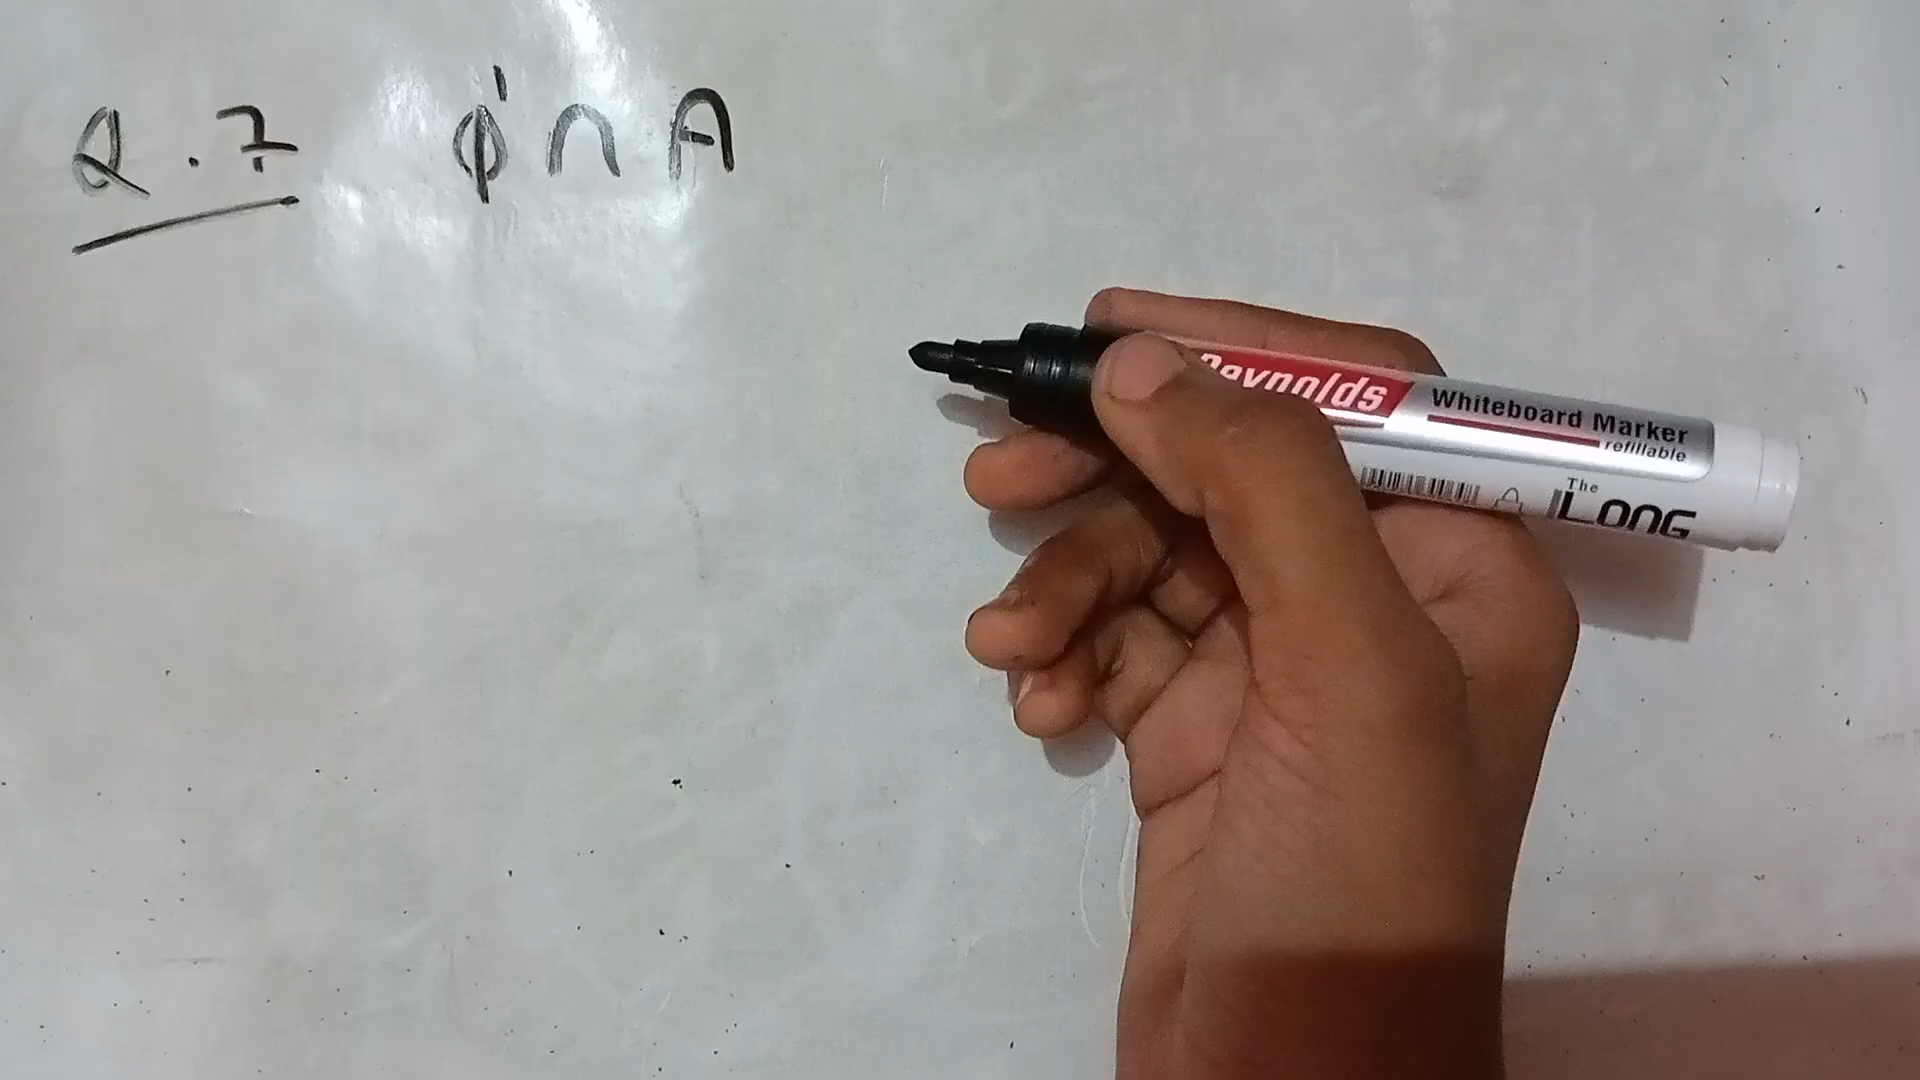 Q.7 ϕ' ∩ A
Reynolds Whiteboard Marker
refillable
The
LONG